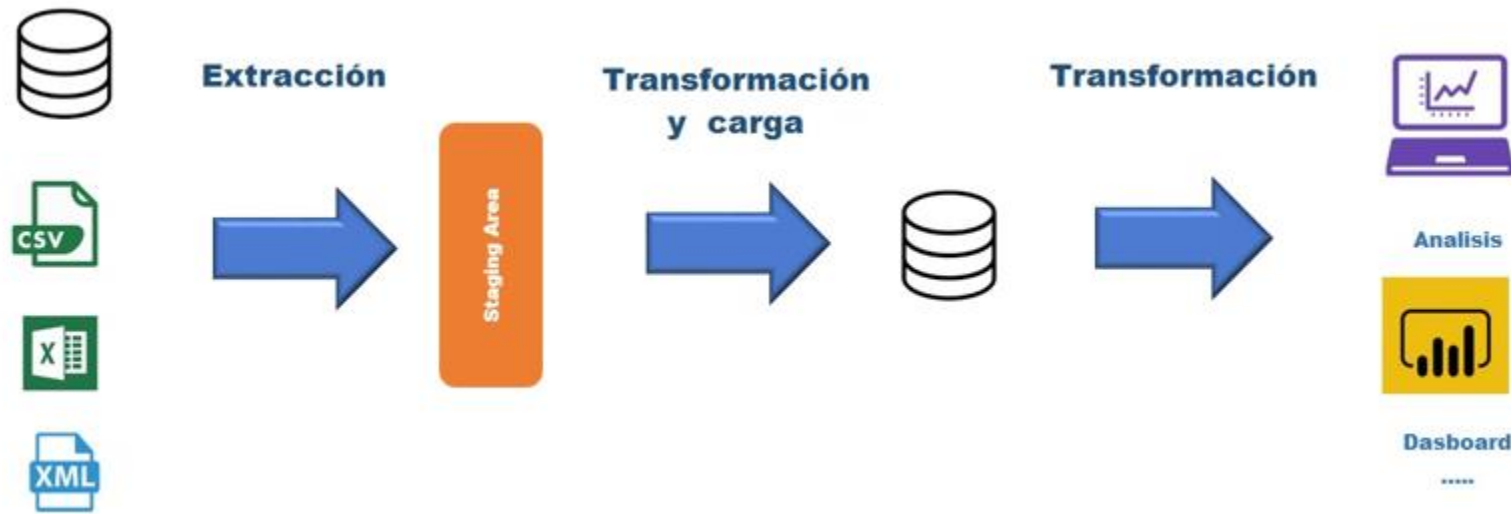 Extracción
Transformación
y carga
Transformación
CSV
Staging Area
Analisis
X
XML
Dasboard
.....